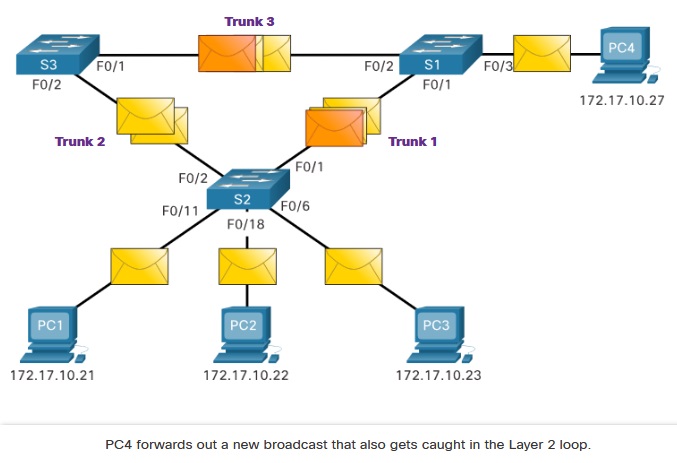 Trunk 3
S3
F0/1
F0/2
S1
F0/3
PC4
F0/2
F0/1
172.17.10.27
Trunk 2
Trunk 1
F0/2
F0/1
S2
F0/11
F0/6
F0/18
PC1
PC2
PC3
172.17.10.21
172.17.10.22
172.17.10.23
PC4 forwards out a new broadcast that also gets caught in the Layer 2 loop.